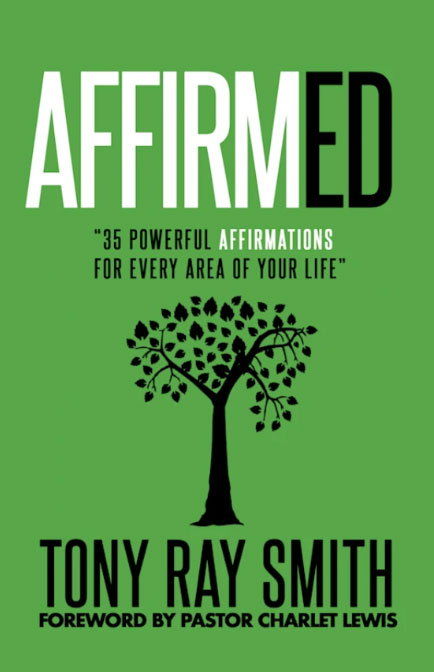 AFFIRMED
"35 POWERFUL AFFIRMATIONS
FOR EVERY AREA OF YOUR LIFE"
TONY RAY SMITH
FOREWORD BY PASTOR CHARLET LEWIS